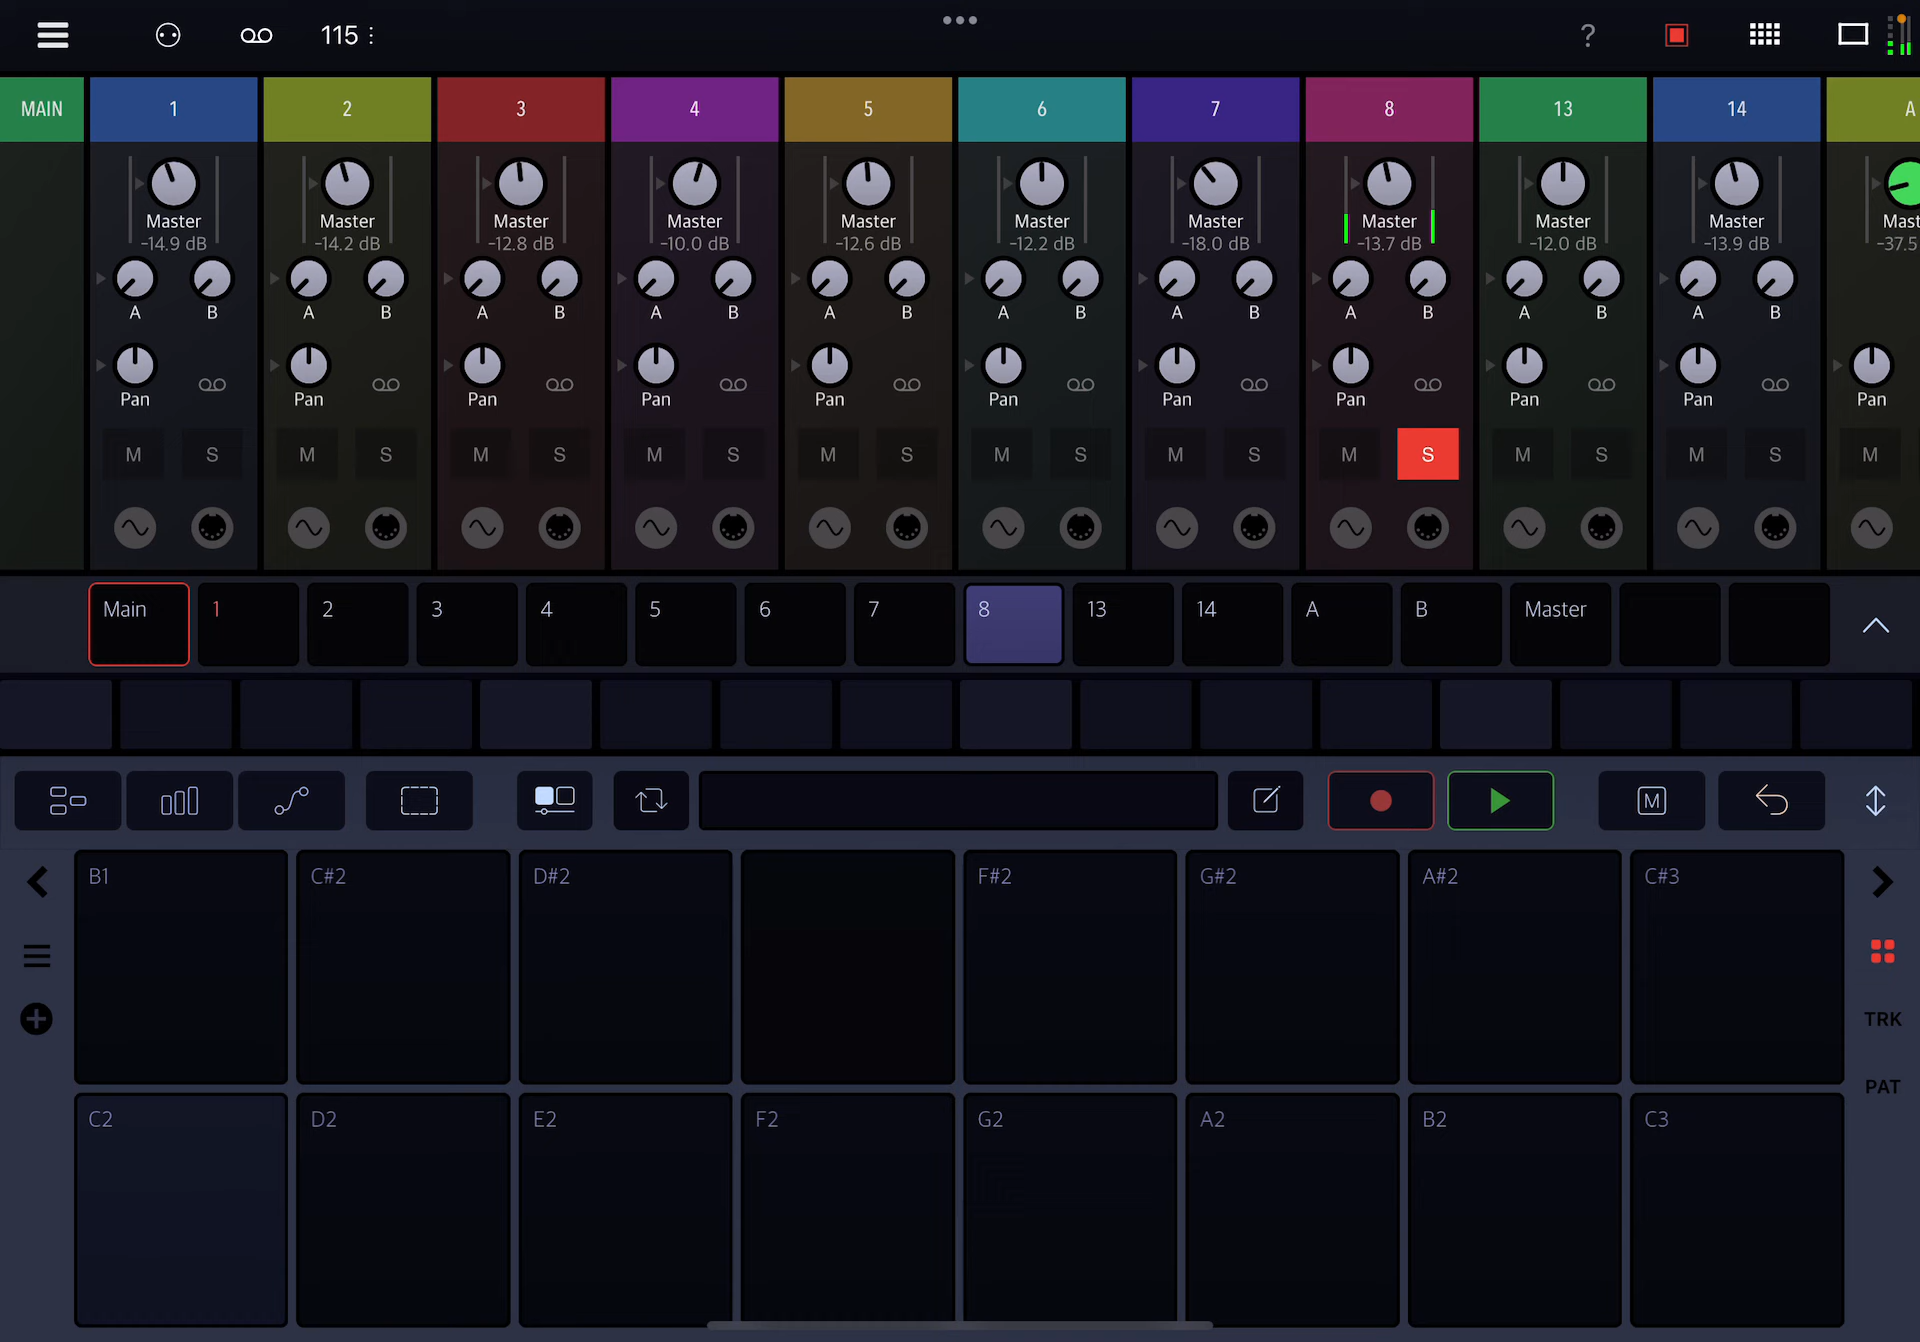 115 ?
MAIN 1 2 3 4 5 6 7 8 13 14 A
Master Master Master Master Master Master Master Master Master Master Mast
-14.9 dB -14.2 dB -12.8 dB -10.0 dB -12.6 dB -12.2 dB -18.0 dB -13.7 dB -12.0 dB -13.9 dB -37.5
A B A B A B A B A B A B A B A B A B A B
Pan Pan Pan Pan Pan Pan Pan Pan Pan Pan Pan
M S M S M S M S M S M S M S M S M S M S M
Main 1 2 3 4 5 6 7 8 13 14 A B Master
M
B1 C#2 D#2 F#2 G#2 A#2 C#3
TRK
PAT
C2 D2 E2 F2 G2 A2 B2 C3